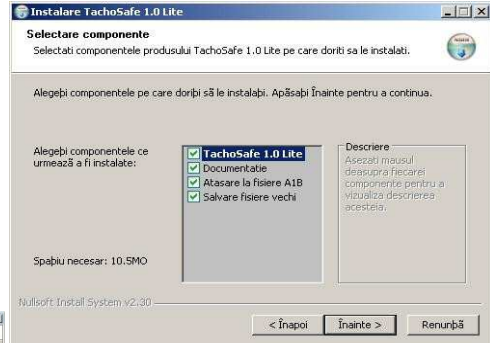 Instalare TachoSafe 1.0 Lite
Selectare componente
Selectati componentele produsului TachoSafe 1.0 Lite pe care doriti sa le instalati.
Alegeþi componentele pe care doriþi sã le instalaþi. Apãsaþi Înainte pentru a continua.
Alegeþi componentele ce
urmeazã a fi instalate:
TachoSafe 1.0 Lite
Documentatie
Atasare la fisiere A1B
Salvare fisiere vechi
Descriere
Asezati mausul
deasupra fiecarei
componente pentru a
vizualiza descrierea
acesteia.
Spaþiu necesar: 10.5MO
Nullsoft Install System v2.30
< Înapoi
Înainte >
Renunþã